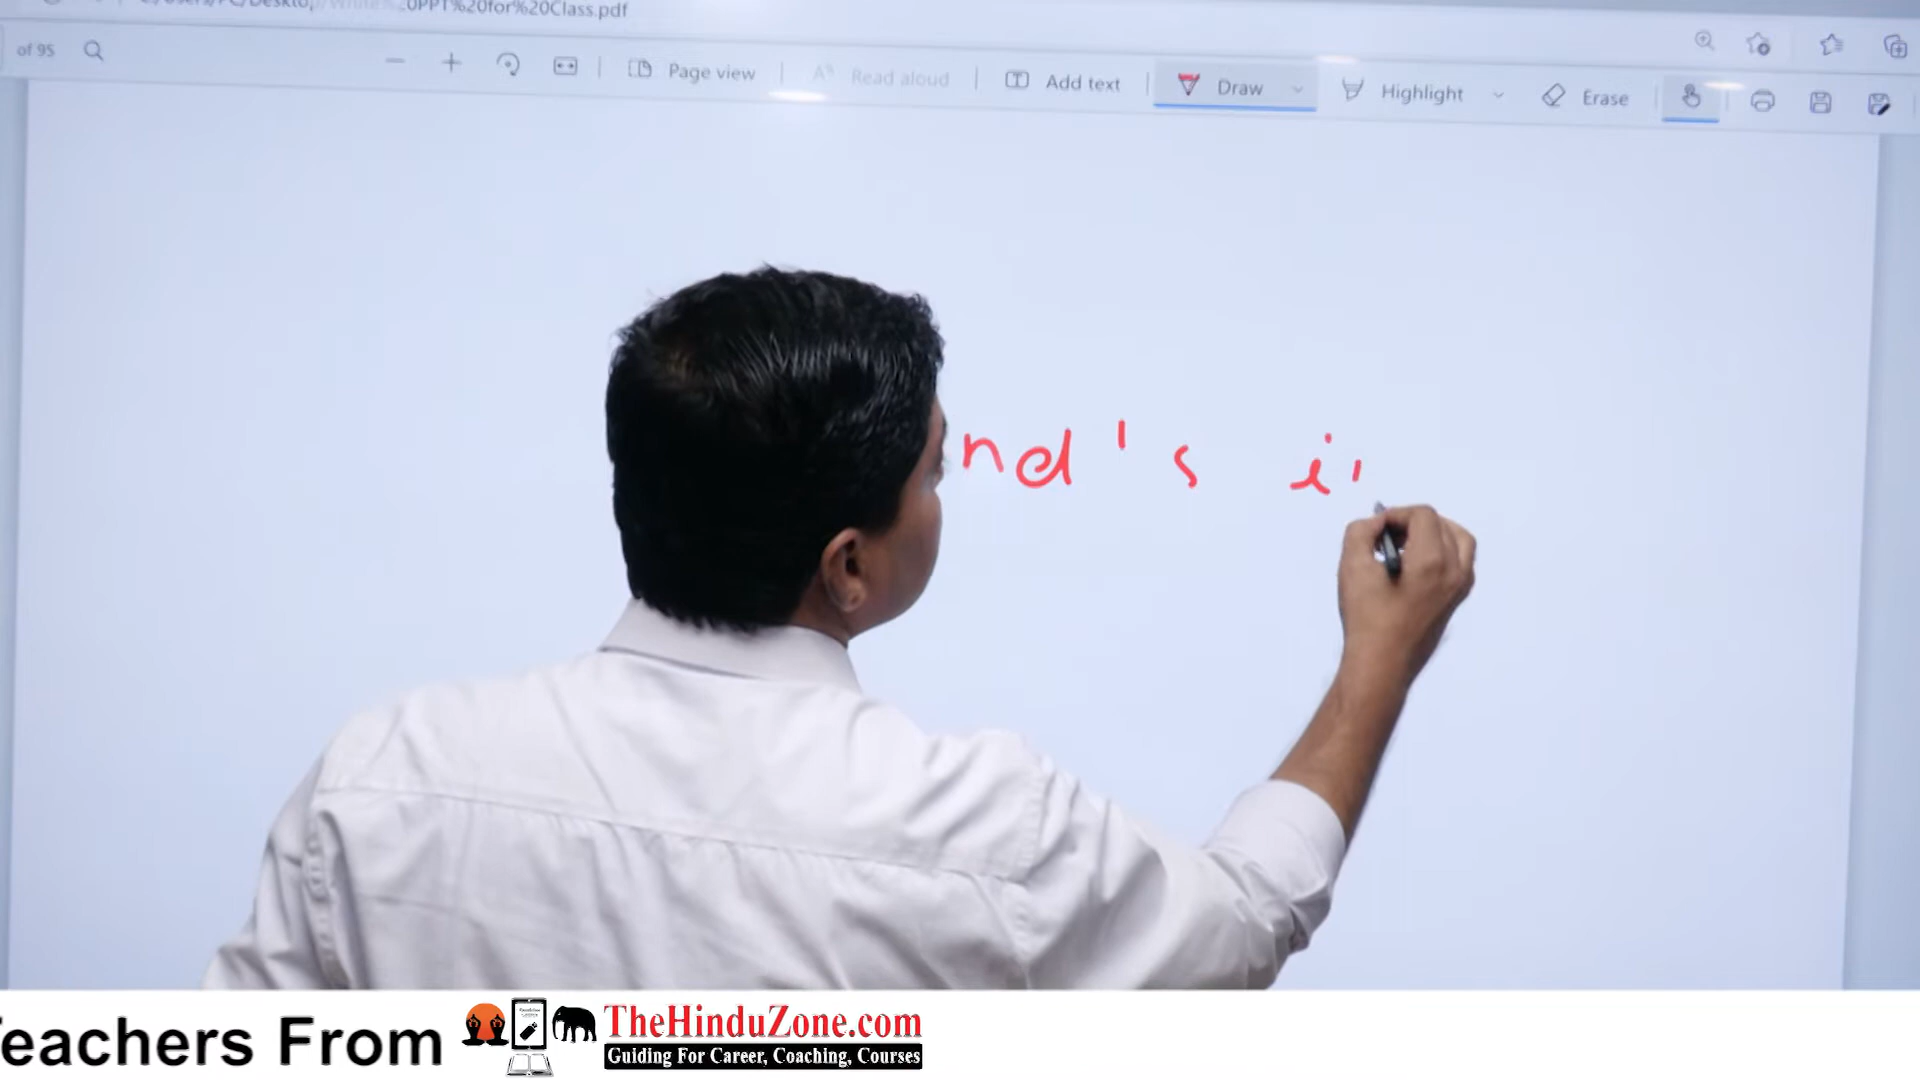 PPT%20for%20Class.pdf
of 95
Page view
Read aloud
Add text
Draw
Highlight
Erase
nd's i
eachers From
TheHinduZone.com
Guiding For Career, Coaching, Courses